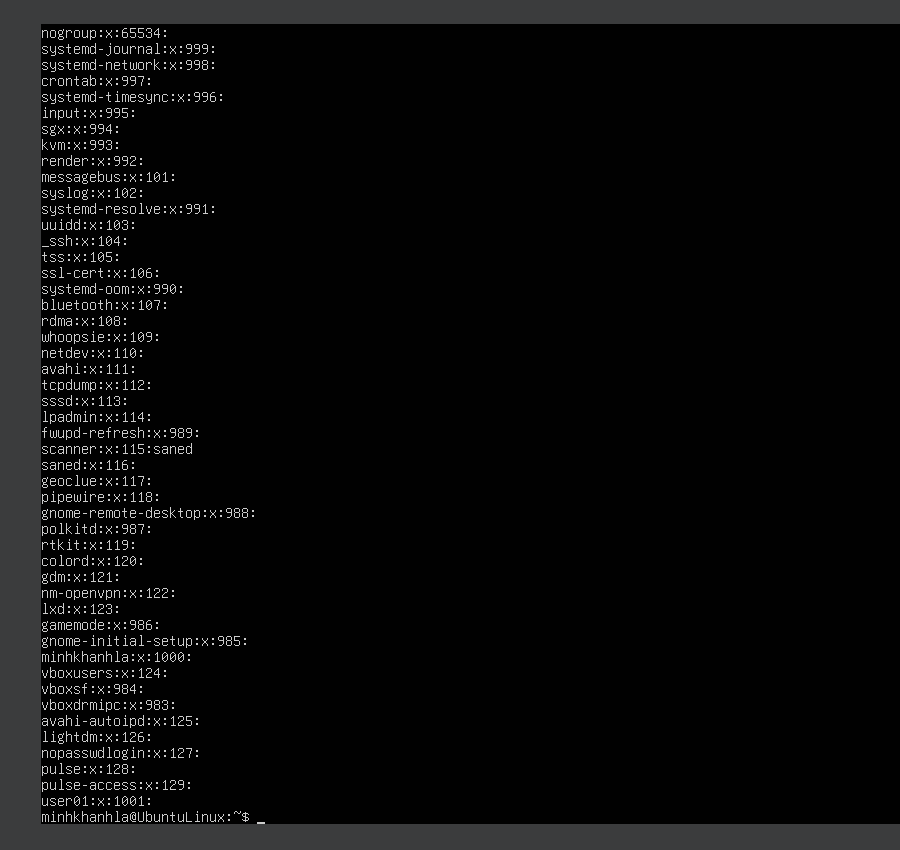 nogroup:x:65534:
systemd-journal:x:999:
systemd-network:x:998:
crontab:x:997:
systemd-timesync:x:996:
input:x:995:
sgx:x:994:
kvm:x:993:
render:x:992:
messagebus:x:101:
syslog:x:102:
systemd-resolve:x:991:
uuidd:x:103:
_ssh:x:104:
tss:x:105:
ssl-cert:x:106:
systemd-oom:x:990:
bluetooth:x:107:
rdma:x:108:
whoopsie:x:109:
netdev:x:110:
avahi:x:111:
tcpdump:x:112:
sssd:x:113:
lpadmin:x:114:
fwupd-refresh:x:989:
scanner:x:115:saned
saned:x:116:
geoclue:x:117:
pipewire:x:118:
gnome-remote-desktop:x:988:
polkitd:x:987:
rtkit:x:119:
colord:x:120:
gdm:x:121:
nm-openvpn:x:122:
lxd:x:123:
gamemode:x:986:
gnome-initial-setup:x:985:
minhkhanhla:x:1000:
vboxusers:x:124:
vboxsf:x:984:
vboxdrmipc:x:983:
avahi-autoipd:x:125:
lightdm:x:126:
nopasswdlogin:x:127:
pulse:x:128:
pulse-access:x:129:
user01:x:1001:
minhkhanhla@UbuntuLinux:~$ _